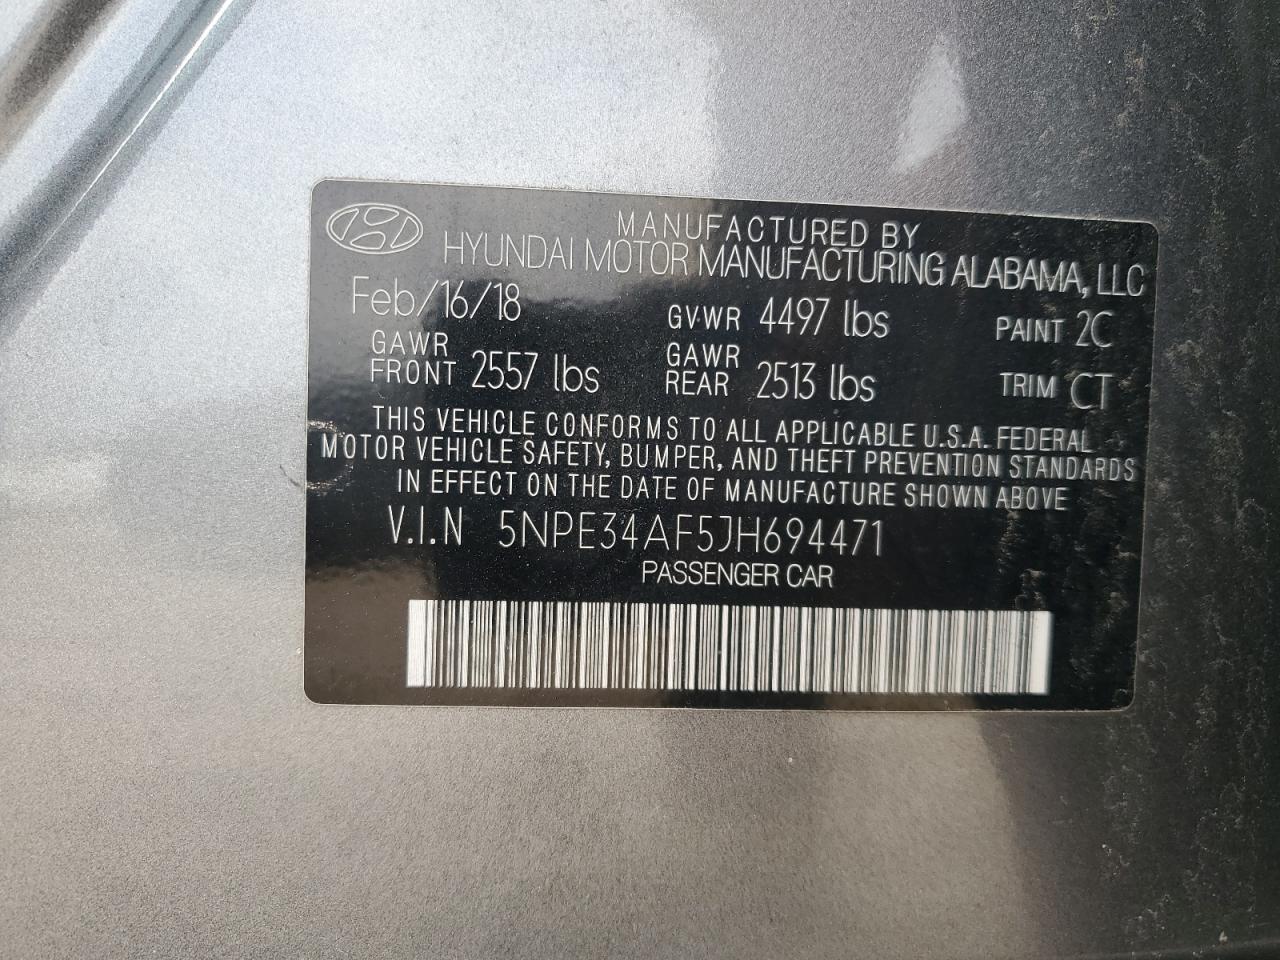 MANUFACTURED BY
HYUNDAI MOTOR MANUFACTURING ALABAMA, LLC
Feb/16/18 GVWR 4497 lbs PAINT 2C
GAWR FRONT 2557 lbs GAWR REAR 2513 lbs TRIM CT
THIS VEHICLE CONFORMS TO ALL APPLICABLE U.S.A. FEDERAL
MOTOR VEHICLE SAFETY, BUMPER, AND THEFT PREVENTION STANDARDS
IN EFFECT ON THE DATE OF MANUFACTURE SHOWN ABOVE
V.I.N 5NPE34AF5JH694471
PASSENGER CAR